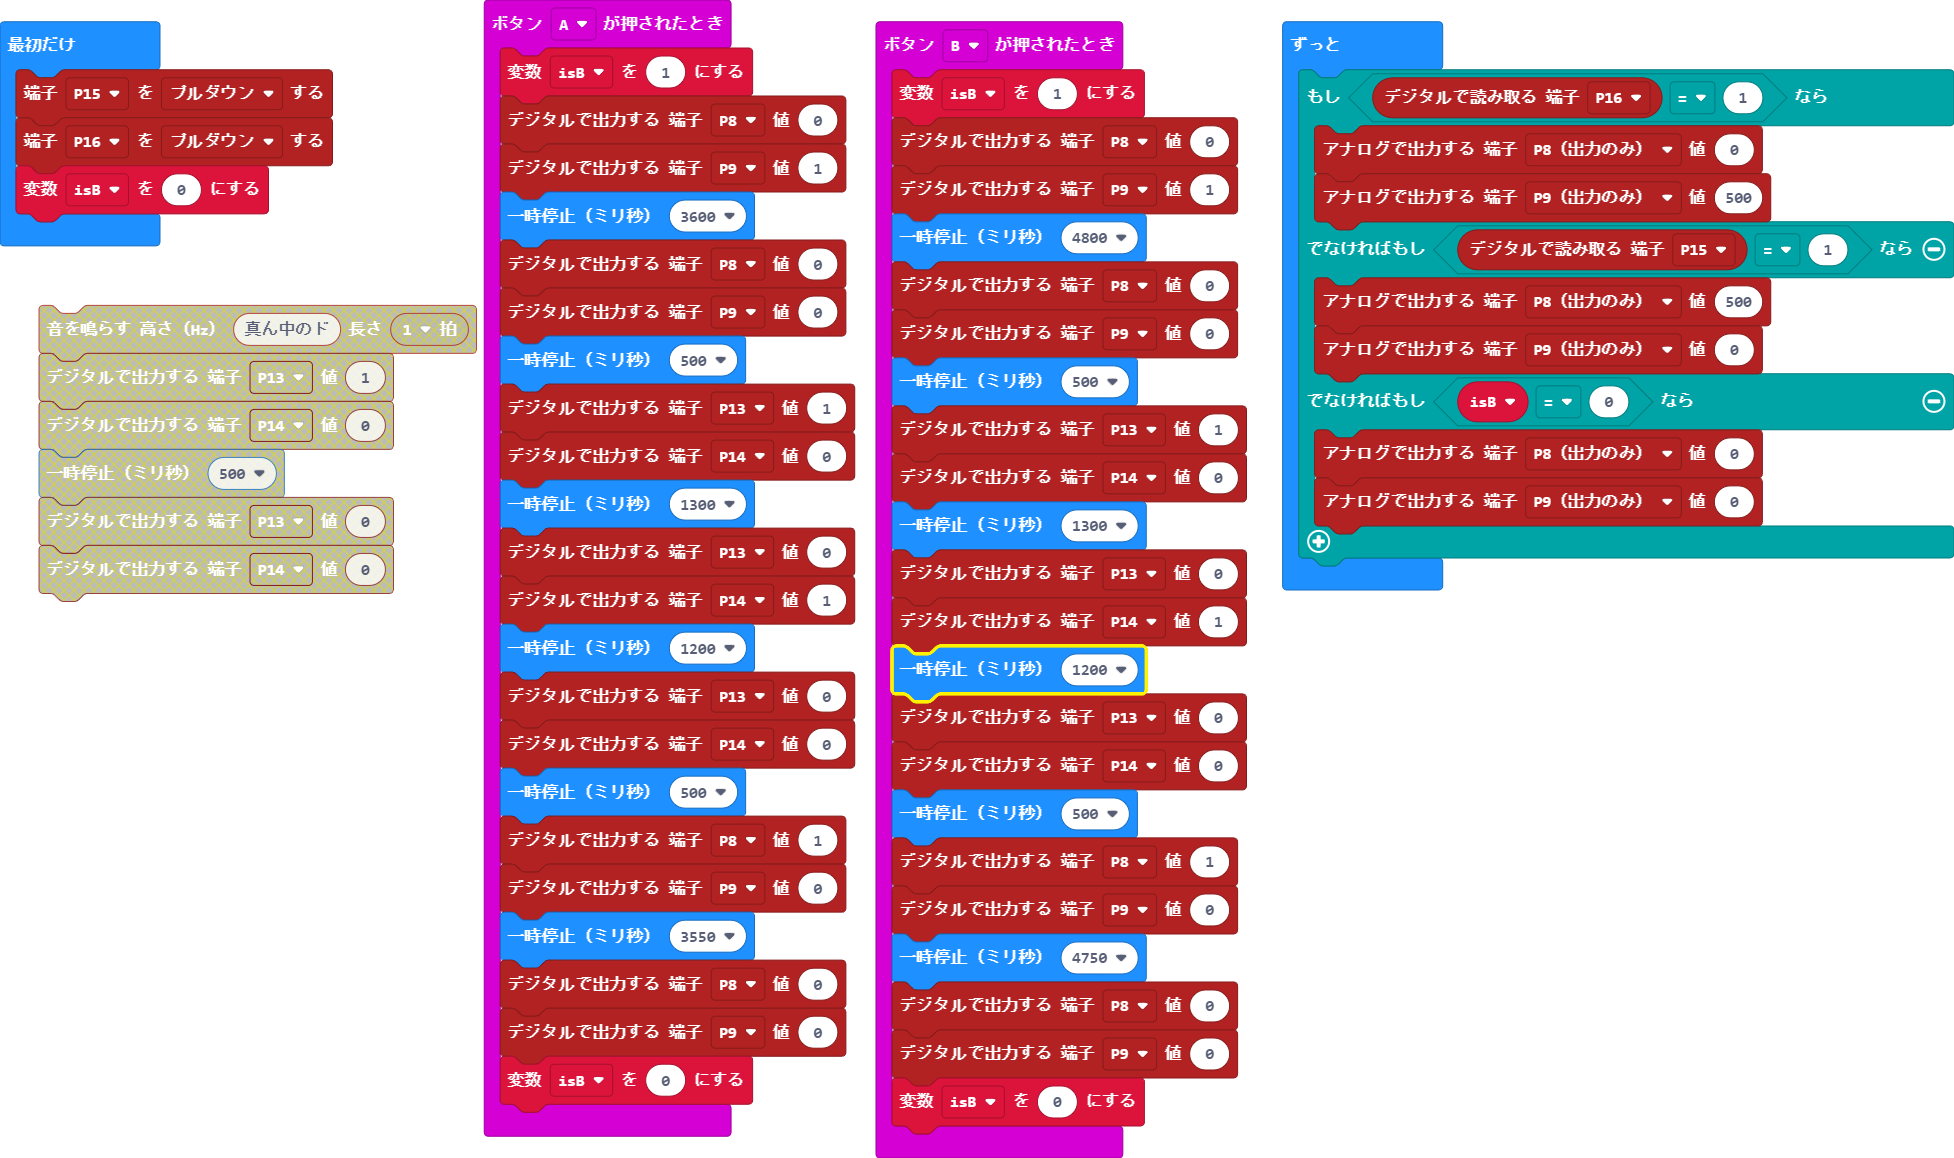 最初だけ
端子 P15 を プルダウン する
端子 P16 を プルダウン する
変数 isB を 0 にする
音を鳴らす 高さ (Hz) 真ん中のド 長さ 1 拍
デジタルで出力する 端子 P13 値 1
デジタルで出力する 端子 P14 値 0
一時停止（ミリ秒） 500
デジタルで出力する 端子 P13 値 0
デジタルで出力する 端子 P14 値 0
ボタン A が押されたとき
変数 isB を 1 にする
デジタルで出力する 端子 P8 値 0
デジタルで出力する 端子 P9 値 1
一時停止（ミリ秒） 3600
デジタルで出力する 端子 P8 値 0
デジタルで出力する 端子 P9 値 0
一時停止（ミリ秒） 500
デジタルで出力する 端子 P13 値 1
デジタルで出力する 端子 P14 値 0
一時停止（ミリ秒） 1300
デジタルで出力する 端子 P13 値 0
デジタルで出力する 端子 P14 値 1
一時停止（ミリ秒） 1200
デジタルで出力する 端子 P13 値 0
デジタルで出力する 端子 P14 値 0
一時停止（ミリ秒） 500
デジタルで出力する 端子 P8 値 1
デジタルで出力する 端子 P9 値 0
一時停止（ミリ秒） 3550
デジタルで出力する 端子 P8 値 0
デジタルで出力する 端子 P9 値 0
変数 isB を 0 にする
ボタン B が押されたとき
変数 isB を 1 にする
デジタルで出力する 端子 P8 値 0
デジタルで出力する 端子 P9 値 1
一時停止（ミリ秒） 4800
デジタルで出力する 端子 P8 値 0
デジタルで出力する 端子 P9 値 0
一時停止（ミリ秒） 500
デジタルで出力する 端子 P13 値 1
デジタルで出力する 端子 P14 値 0
一時停止（ミリ秒） 1300
デジタルで出力する 端子 P13 値 0
デジタルで出力する 端子 P14 値 1
一時停止（ミリ秒） 1200
デジタルで出力する 端子 P13 値 0
デジタルで出力する 端子 P14 値 0
一時停止（ミリ秒） 500
デジタルで出力する 端子 P8 値 1
デジタルで出力する 端子 P9 値 0
一時停止（ミリ秒） 4750
デジタルで出力する 端子 P8 値 0
デジタルで出力する 端子 P9 値 0
変数 isB を 0 にする
ずっと
もし デジタルで読み取る 端子 P16 = 1 なら
アナログで出力する 端子 P8（出力のみ） 値 0
アナログで出力する 端子 P9（出力のみ） 値 500
でなければもし デジタルで読み取る 端子 P15 = 1 なら
アナログで出力する 端子 P8（出力のみ） 値 500
アナログで出力する 端子 P9（出力のみ） 値 0
でなければもし isB = 0 なら
アナログで出力する 端子 P8（出力のみ） 値 0
アナログで出力する 端子 P9（出力のみ） 値 0